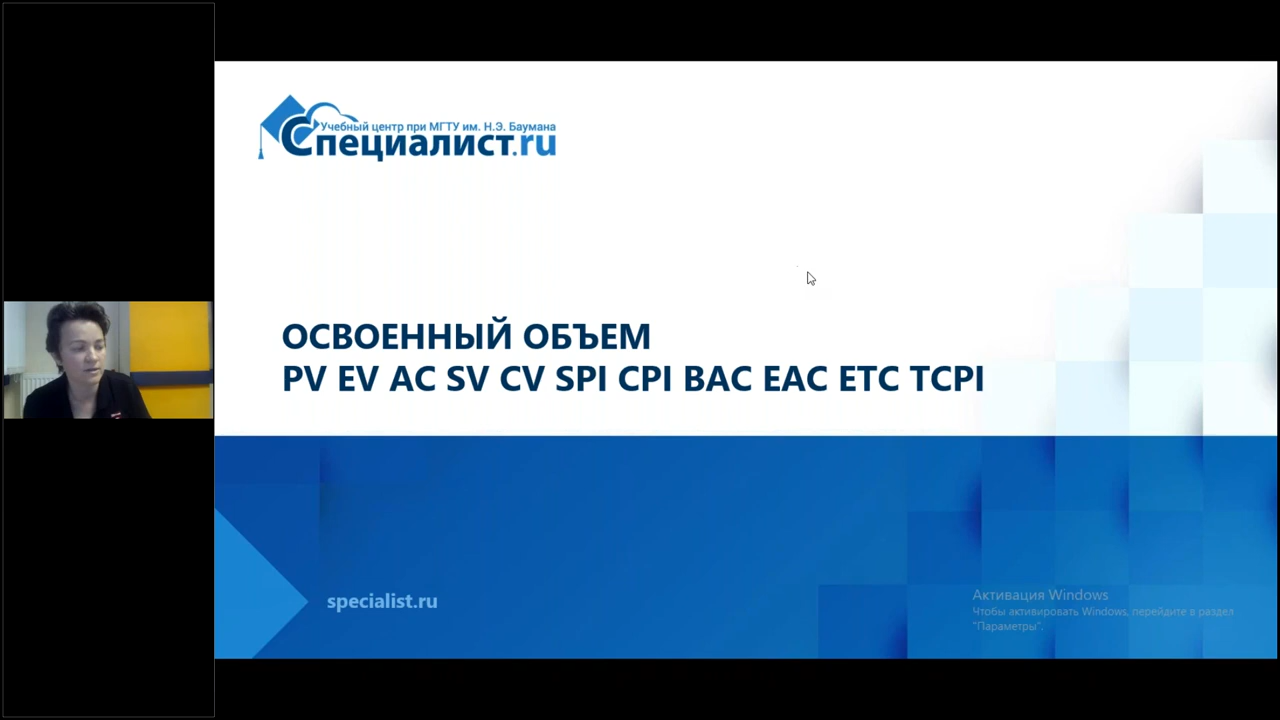 Учебный центр при МГТУ им. Н.Э. Баумана
Специалист.ru
ОСВОЕННЫЙ ОБЪЕМ
PV EV AC SV CV SPI CPI BAC EAC ETC TCPI
specialist.ru
Активация Windows
Чтобы активировать Windows, перейдите в раздел
"Параметры".